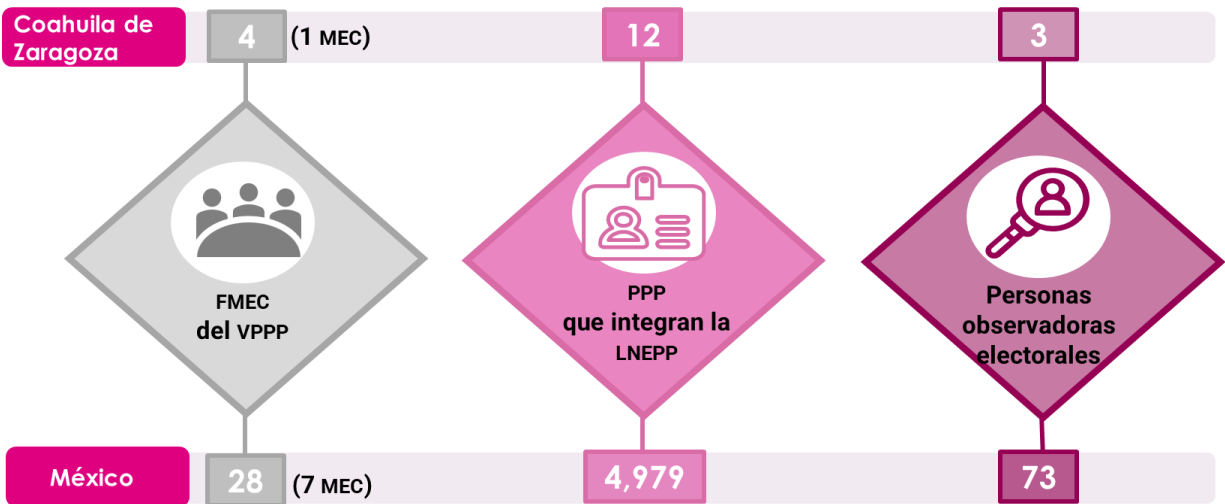 Coahuila de
Zaragoza
4 (1 MEC)
12
3
FMEC
del VPPP
PPP
que integran la
LNEPP
Personas
observadoras
electorales
México
28 (7 MEC)
4,979
73